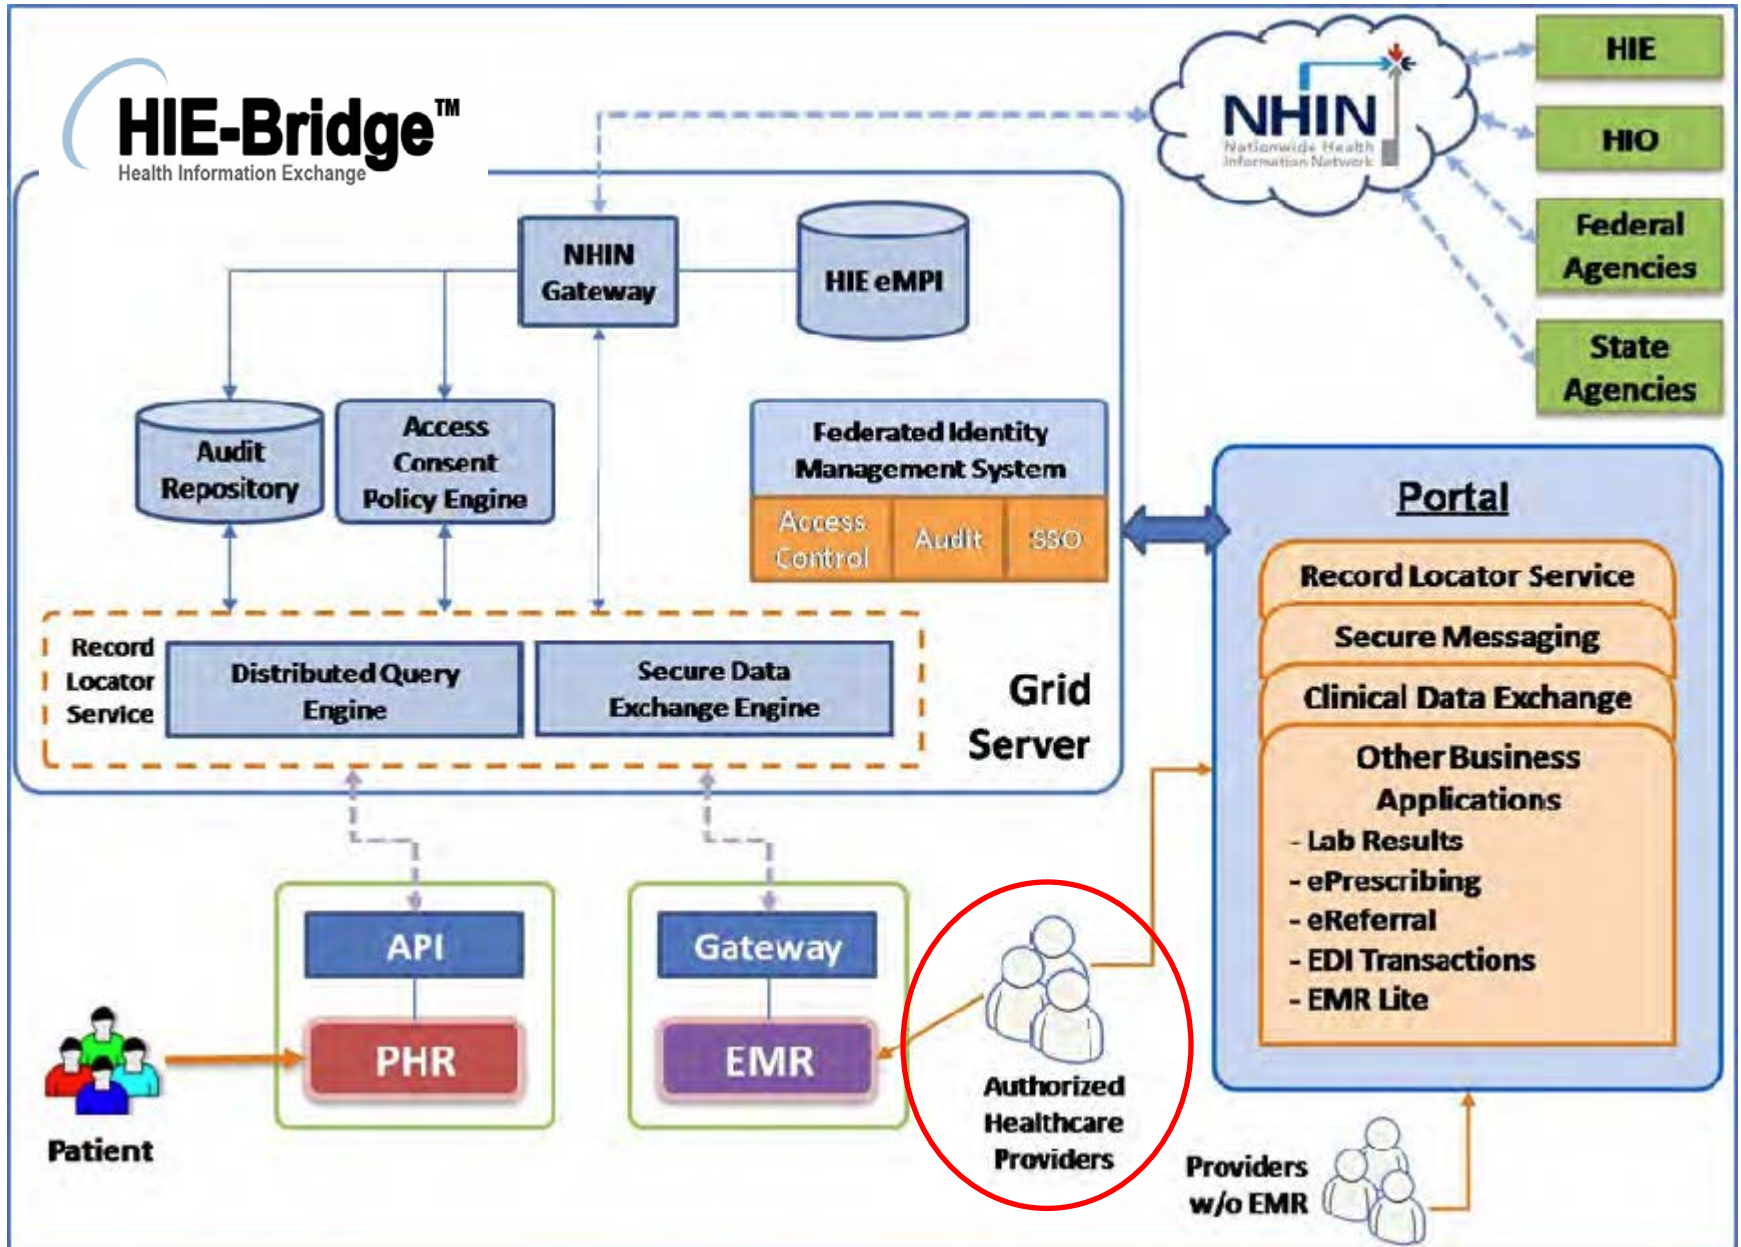 HIE-Bridge™
Health Information Exchange
NHIN
Nationwide Health
Information Network
HIE
HIO
Federal
Agencies
State
Agencies
NHIN
Gateway
HIE eMPI
Audit
Repository
Access
Consent
Policy Engine
Federated Identity
Management System
Access
Control
Audit
SSO
Record
Locator
Service
Distributed Query
Engine
Secure Data
Exchange Engine
Grid
Server
Portal
Record Locator Service
Secure Messaging
Clinical Data Exchange
Other Business
Applications
- Lab Results
- ePrescribing
- eReferral
- EDI Transactions
- EMR Lite
API
PHR
Gateway
EMR
Patient
Authorized
Healthcare
Providers
Providers
w/o EMR